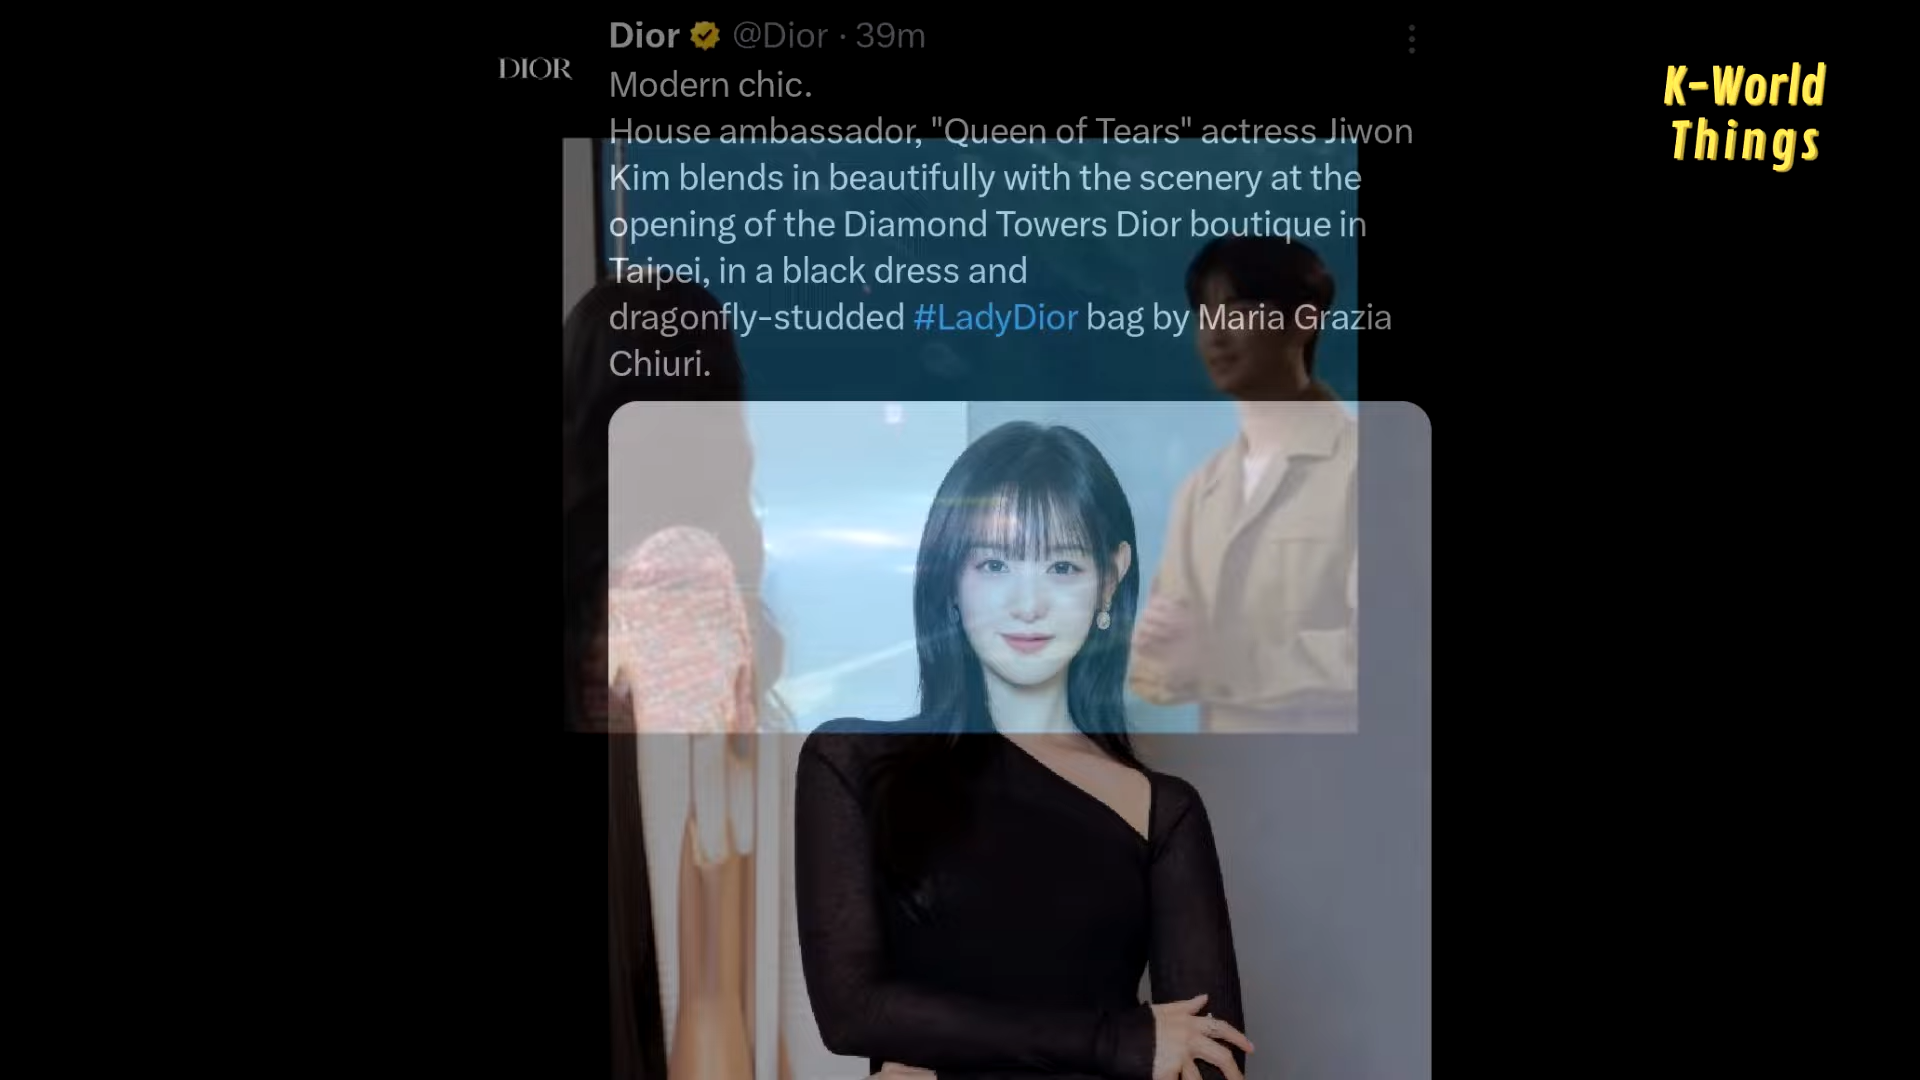 Dior @Dior · 39m
DIOR
Modern chic.
House ambassador, "Queen of Tears" actress Jiwon
Kim blends in beautifully with the scenery at the
opening of the Diamond Towers Dior boutique in
Taipei, in a black dress and
dragonfly-studded #LadyDior bag by Maria Grazia
Chiuri.
K-World
Things